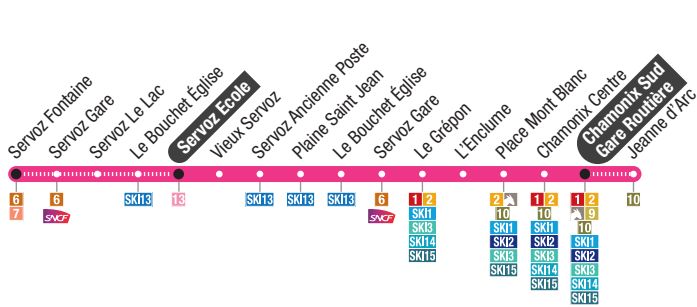 Servoz Fontaine
Servoz Gare
Servoz Le Lac
Le Bouchet Église
Servoz Ecole
Vieux Servoz
Servoz Ancienne Poste
Plaine Saint Jean
Le Bouchet Église
Servoz Gare
Le Grépon
L'Enclume
Place Mont Blanc
Chamonix Centre
Chamonix Sud
Gare Routière
Jeanne d'Arc
6
7
6
SNCF
SKI13
13
SKI13
SKI13
SKI13
6
SNCF
1 2
SKI1
SKI3
SKI14
SKI15
2
10
SKI1
SKI2
SKI3
SKI15
1 2
10
SKI1
SKI2
SKI3
SKI14
SKI15
1 2
9
10
SKI1
SKI2
SKI3
SKI14
SKI15
10